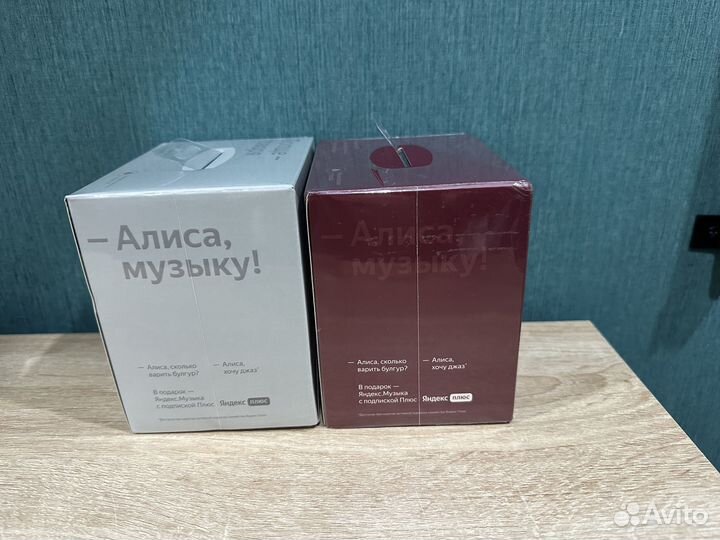 — Алиса,
музыку!
— Алиса, сколько
варить булгур?
— Алиса,
хочу джаз*
В подарок —
Яндекс.Музыка
с подпиской Плюс
Яндекс плюс
— Алиса,
музыку!
— Алиса, сколько
варить булгур?
— Алиса,
хочу джаз*
В подарок —
Яндекс.Музыка
с подпиской Плюс
Яндекс плюс
Avito